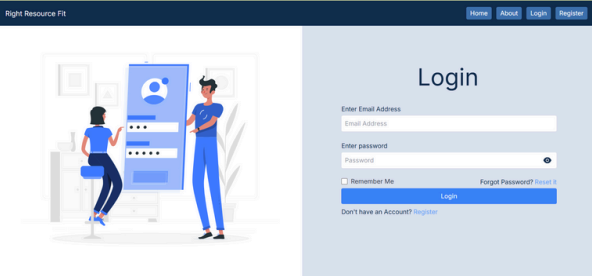 Right Resource Fit
Home About Login Register
Login
Enter Email Address
Email Address
Enter password
Password
Remember Me Forgot Password? Reset it
Login
Don't have an Account? Register